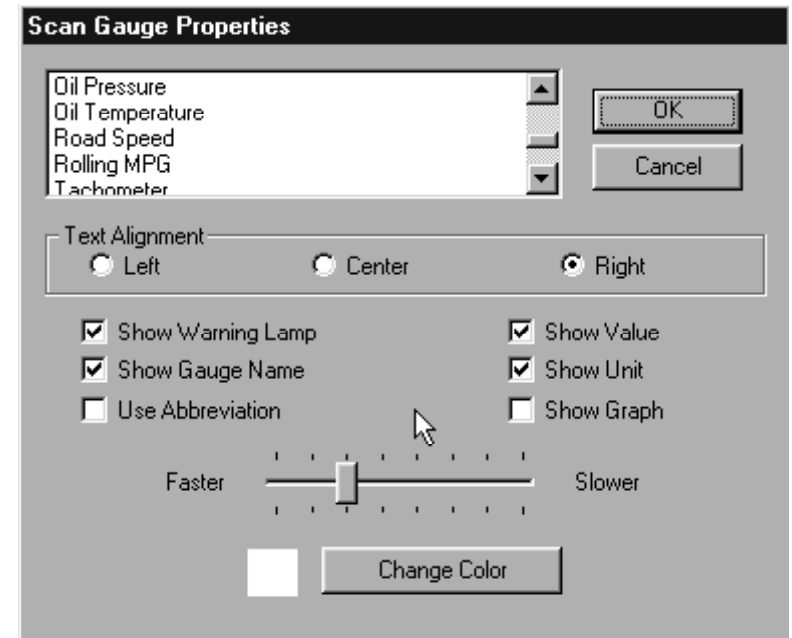 Scan Gauge Properties
Oil Pressure
Oil Temperature
Road Speed
Rolling MPG
Tachometer
OK
Cancel
Text Alignment
Left Center Right
Show Warning Lamp Show Value
Show Gauge Name Show Unit
Use Abbreviation Show Graph
Faster Slower
Change Color